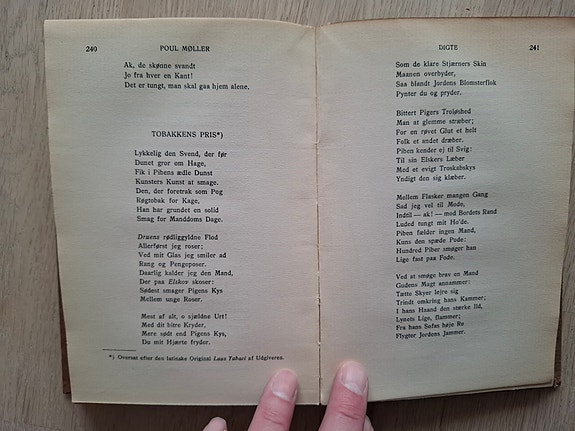 240
POUL MØLLER
Ak, de skønne svandt
Jo fra hver en Kant!
Det er tungt, man skal gaa hjem alene.
TOBAKKENS PRIS*)
Lykkelig den Svend, der før
Dunet gror om Hage,
Fik i Pibens ædle Dunst
Kunsters Kunst at smage.
Den, der foretrak som Pog
Røgtobak for Kage,
Han har grundet en solid
Smag for Manddoms Dage.
Druens rødliggyldne Flod
Allerførst jeg roser;
Ved mit Glas jeg smiler ad
Rang og Pengeposer.
Daarlig kalder jeg den Mand,
Der paa Elskov skoser:
Sødest smager Pigens Kys
Mellem unge Roser.
Mest af alt, o sjældne Urt!
Med dit bitre Kryder,
Mere sødt end Pigens Kys,
Du mit Hjærte fryder.
*) Oversat efter den latinske Original Laus Tabaci af Udgiveren.
DIGTE
241
Som de klare Stjærners Skin
Maanen overbyder,
Saa blandt Jordens Blomsterflok
Pynter du og pryder.
Bittert Pigers Troløshed
Man at glemme stræber;
For en røvet Glut et helt
Folk et andet dræber.
Piben kender ej til Svig:
Til sin Elskers Læber
Med et evigt Troskabskys
Yndigt den sig klæber.
Mellem Flasker mangen Gang
Sad jeg vel til Mode,
Indtil — ak! — mod Bordets Rand
Luded tungt mit Ho'de.
Piben fælder ingen Mand,
Kuns den spæde Pode:
Hundred Piber smøger han
Lige fast paa Fode.
Ved at smøge brav en Mand
Gudens Magt annammer:
Tætte Skyer lejre sig
Trindt omkring hans Kammer;
I hans Haand den stærke Ild,
Lynets Lige, flammer;
Fra hans Sofas høje Ro
Flygter Jordens Jammer.